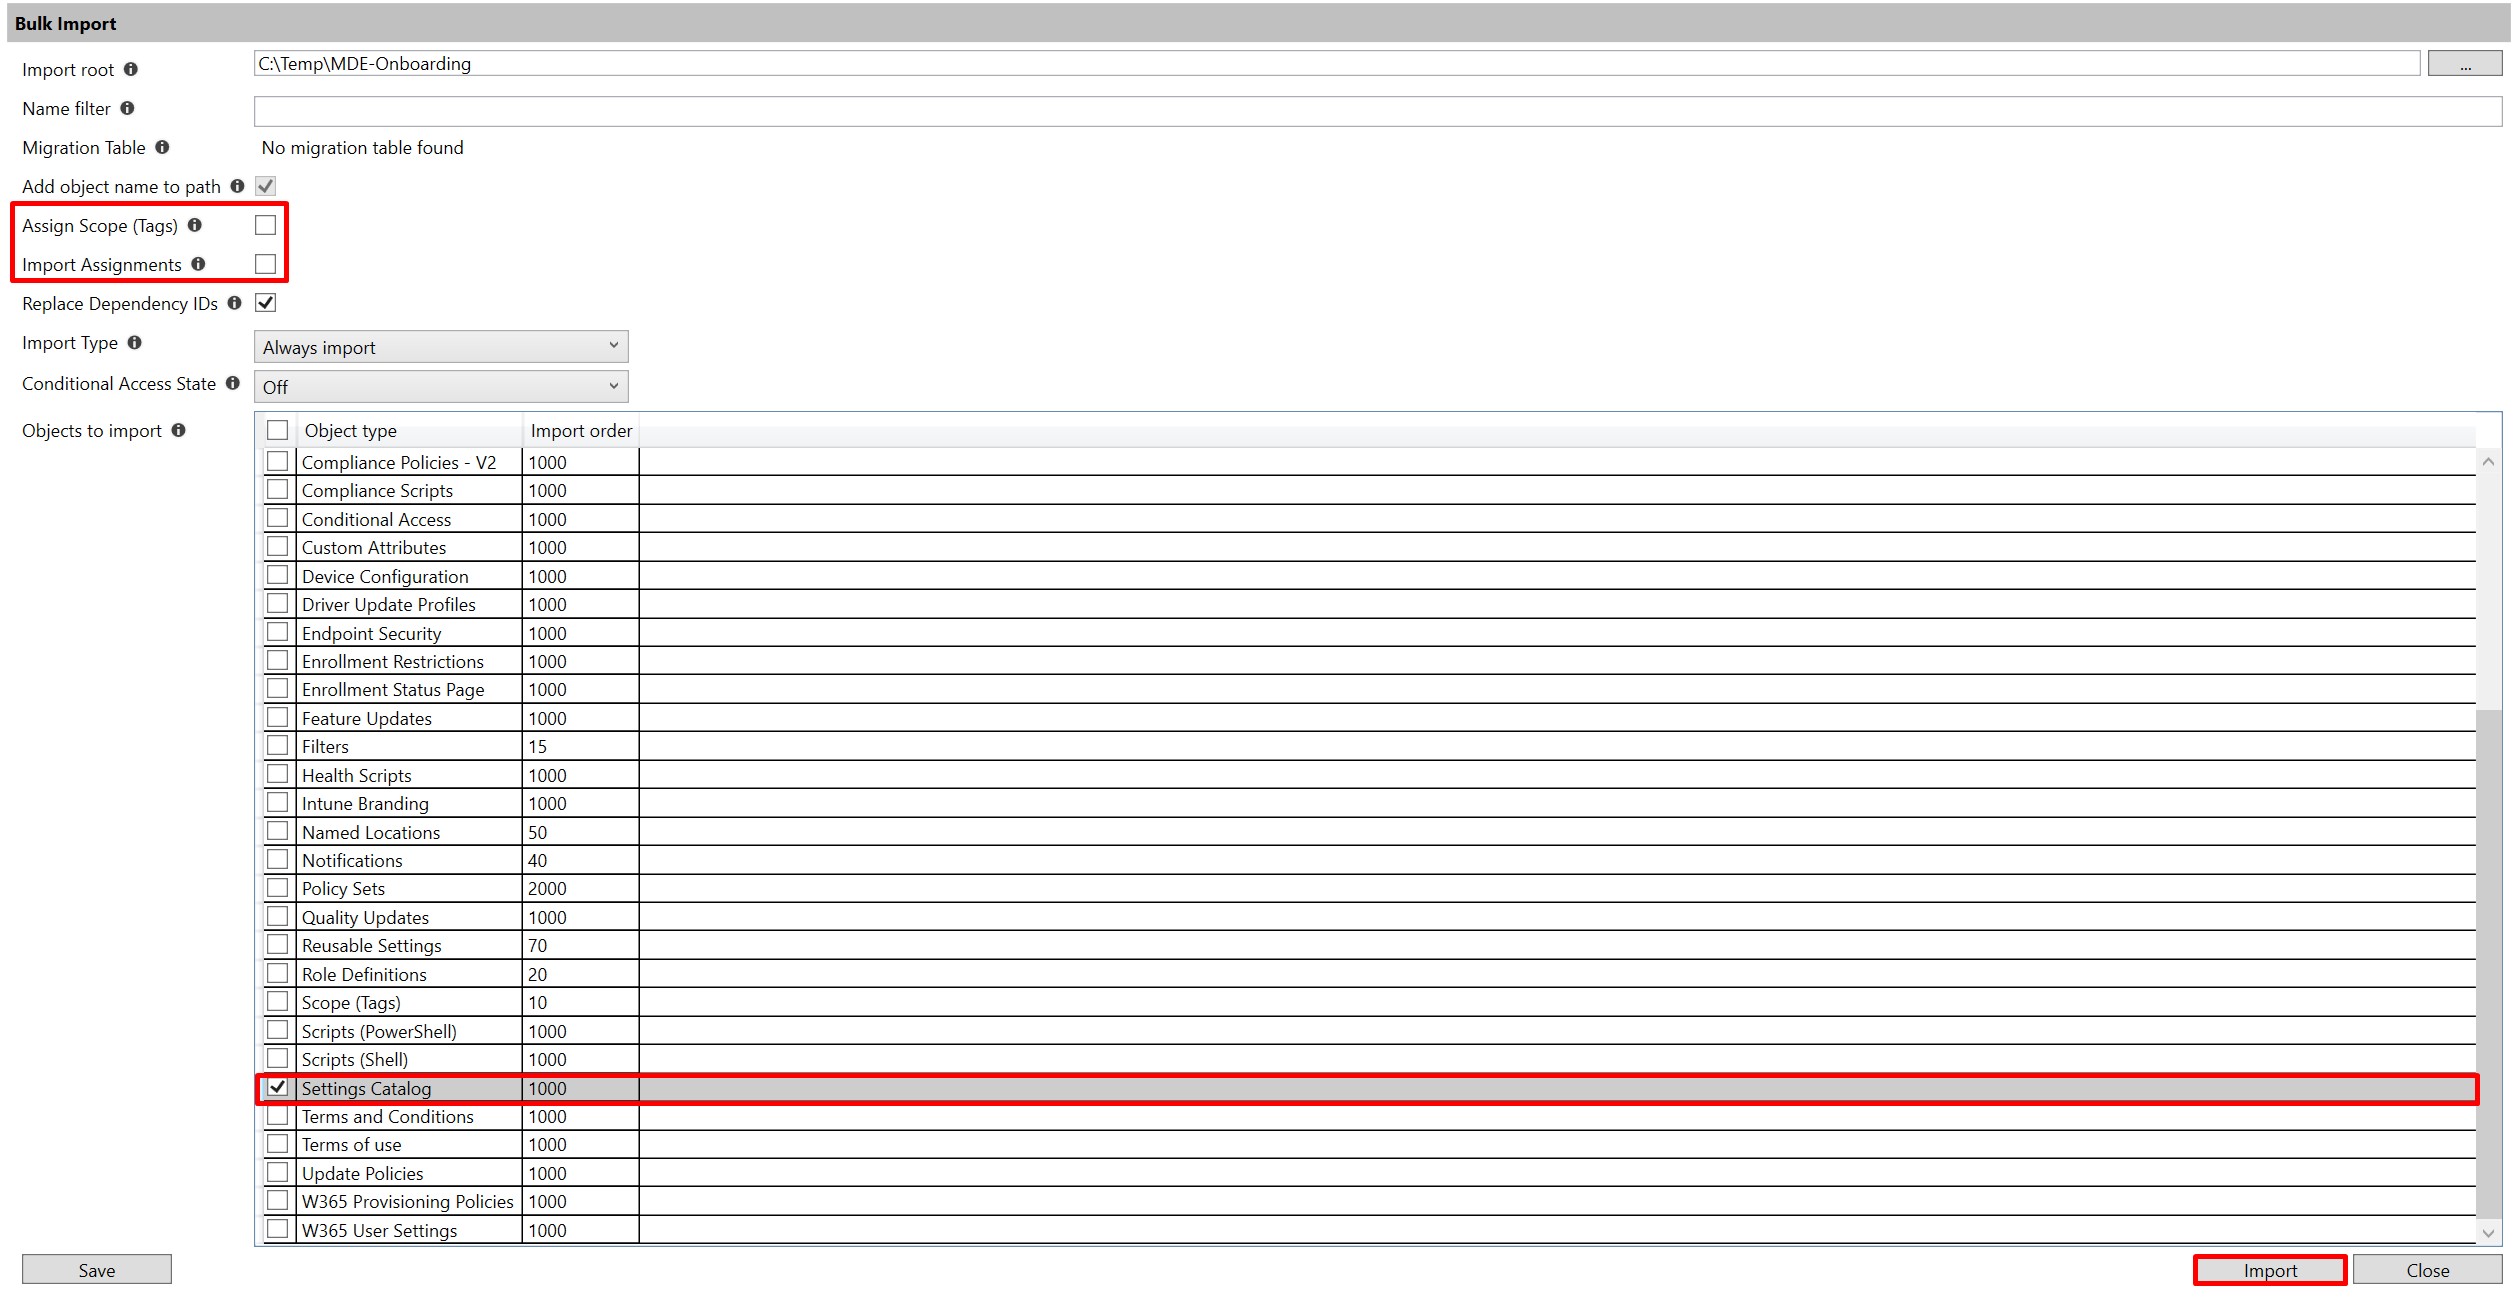 Bulk Import
Import root C:\Temp\MDE-Onboarding ...
Name filter
Migration Table No migration table found
Add object name to path
Assign Scope (Tags)
Import Assignments
Replace Dependency IDs
Import Type Always import
Conditional Access State Off
Objects to import Object type Import order
Compliance Policies - V2 1000
Compliance Scripts 1000
Conditional Access 1000
Custom Attributes 1000
Device Configuration 1000
Driver Update Profiles 1000
Endpoint Security 1000
Enrollment Restrictions 1000
Enrollment Status Page 1000
Feature Updates 1000
Filters 15
Health Scripts 1000
Intune Branding 1000
Named Locations 50
Notifications 40
Policy Sets 2000
Quality Updates 1000
Reusable Settings 70
Role Definitions 20
Scope (Tags) 10
Scripts (PowerShell) 1000
Scripts (Shell) 1000
Settings Catalog 1000
Terms and Conditions 1000
Terms of use 1000
Update Policies 1000
W365 Provisioning Policies 1000
W365 User Settings 1000
Save Import Close